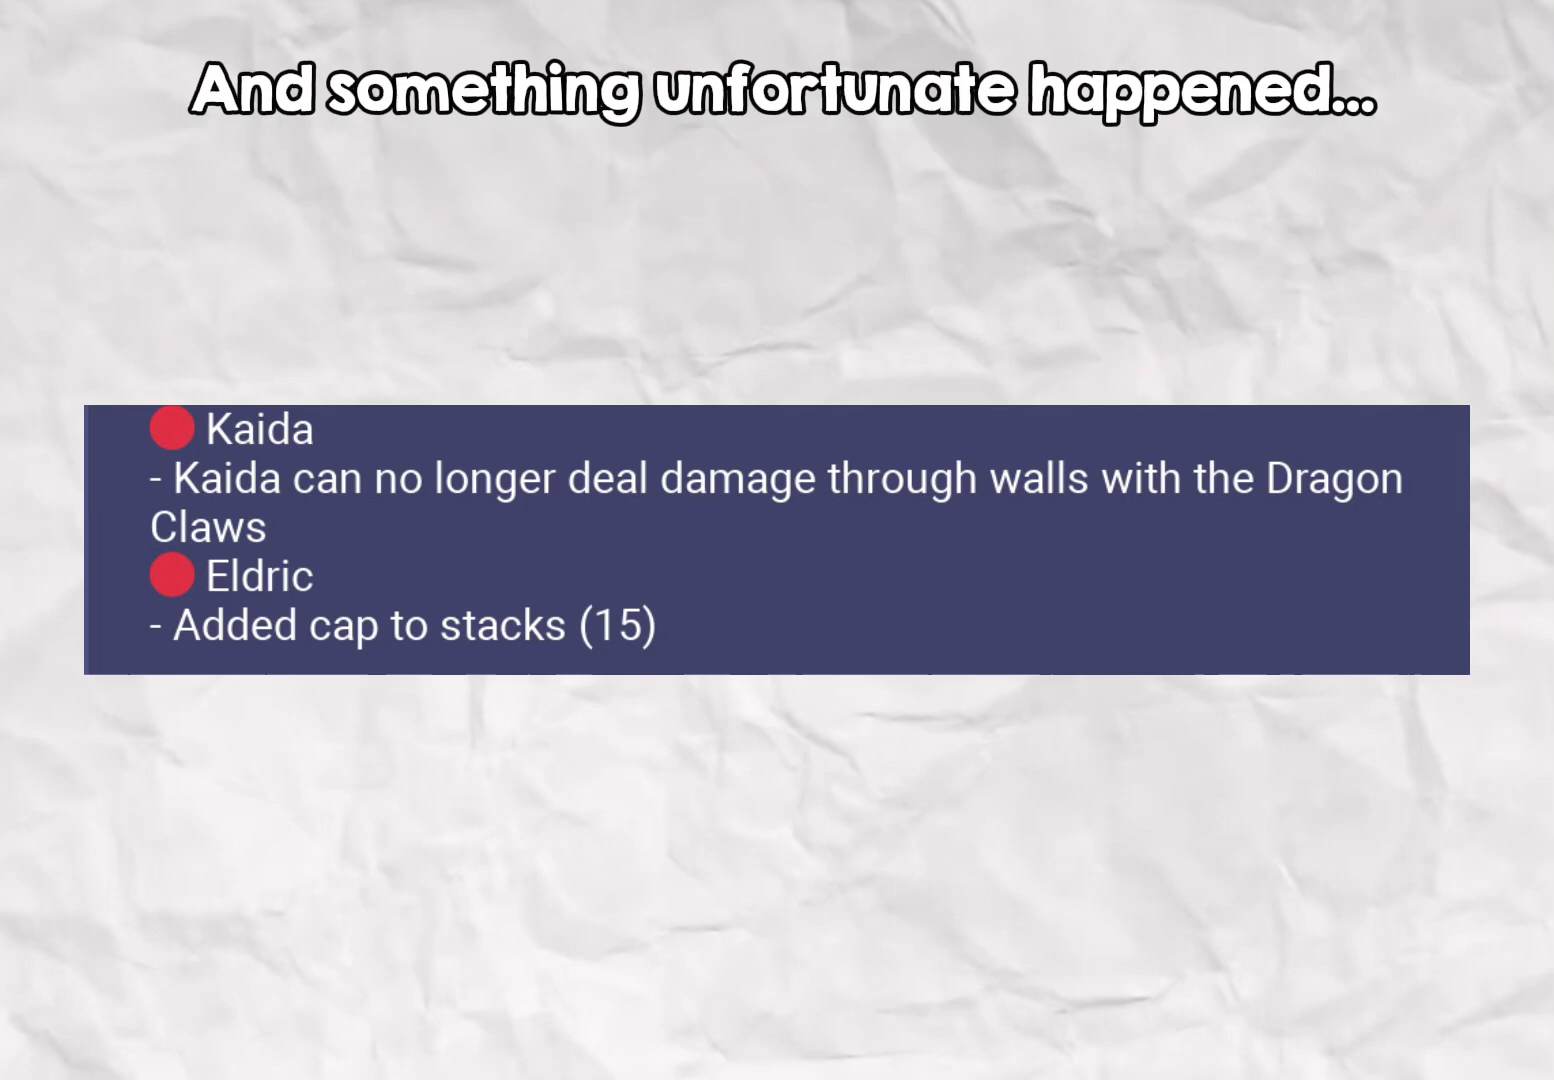 And something unfortunate happened...
Kaida
- Kaida can no longer deal damage through walls with the Dragon
Claws
Eldric
- Added cap to stacks (15)